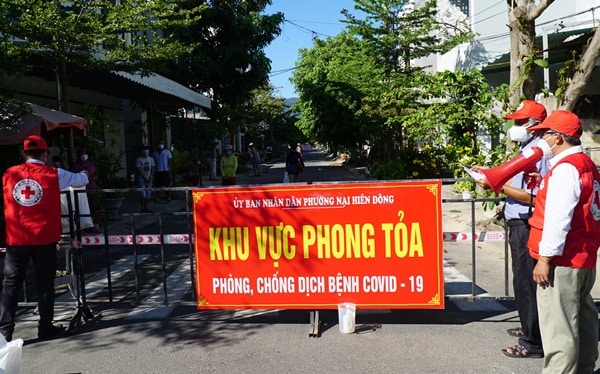 ỦY BAN NHÂN DÂN PHƯỜNG NẠI HIÊN ĐÔNG
KHU VỰC PHONG TỎA
PHÒNG, CHỐNG DỊCH BỆNH COVID - 19